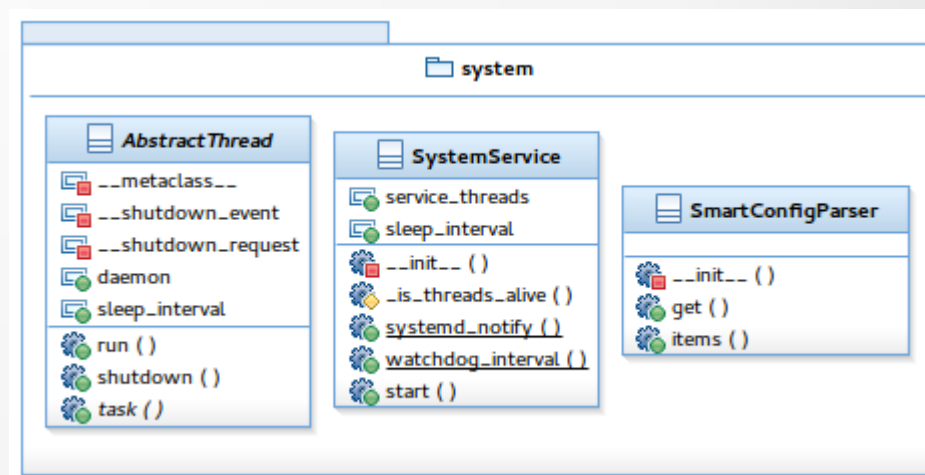 system
AbstractThread
__metaclass__
__shutdown_event
__shutdown_request
daemon
sleep_interval
run ( )
shutdown ( )
task ( )
SystemService
service_threads
sleep_interval
__init__ ( )
_is_threads_alive ( )
systemd_notify ( )
watchdog_interval ( )
start ( )
SmartConfigParser
__init__ ( )
get ( )
items ( )